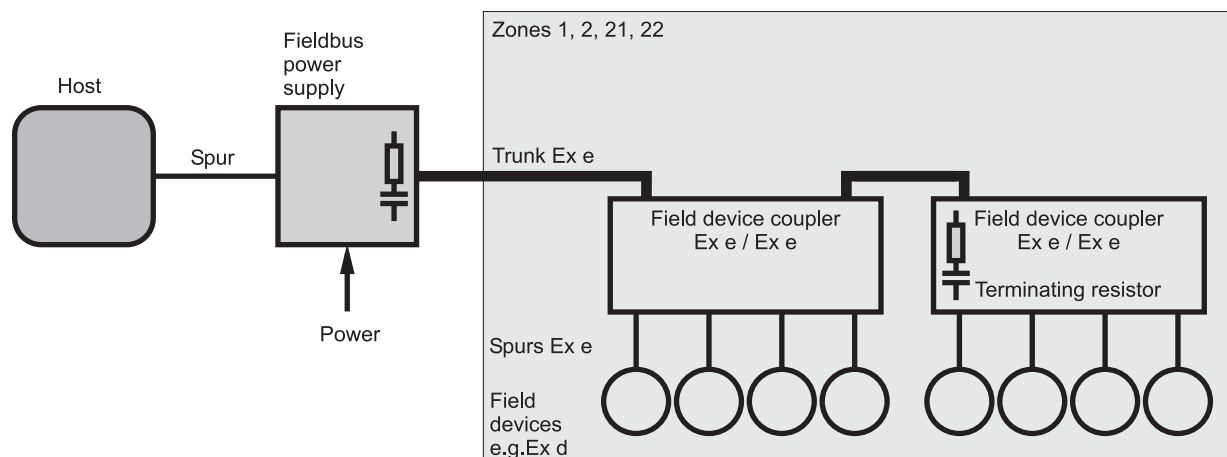 Zones 1, 2, 21, 22
Fieldbus
power
supply
Host
Spur
Trunk Ex e
Field device coupler
Ex e / Ex e
Field device coupler
Ex e / Ex e
Terminating resistor
Power
Spurs Ex e
Field
devices
e.g.Ex d